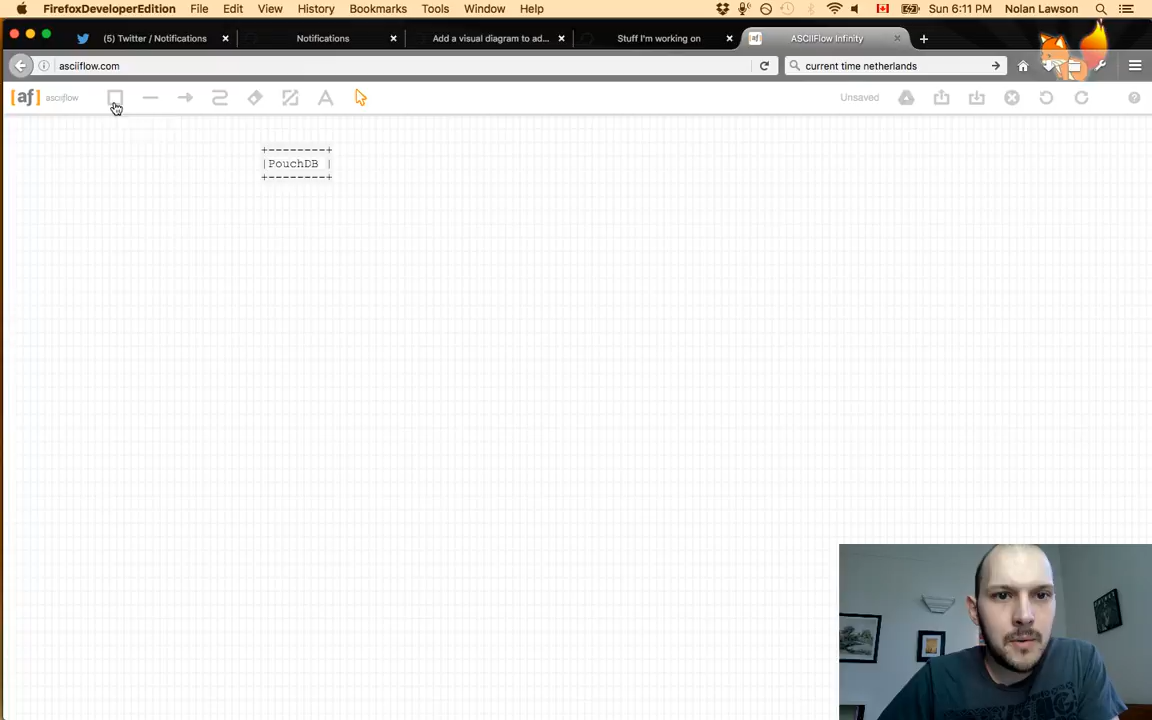 FirefoxDeveloperEdition File Edit View History Bookmarks Tools Window Help Sun 6:11 PM Nolan Lawson
(5) Twitter / Notifications Notifications Add a visual diagram to ad... Stuff I'm working on [af] ASCIIFlow Infinity
asciiflow.com current time netherlands
[af] asciiflow A Unsaved ?
+--------+
|PouchDB |
+--------+